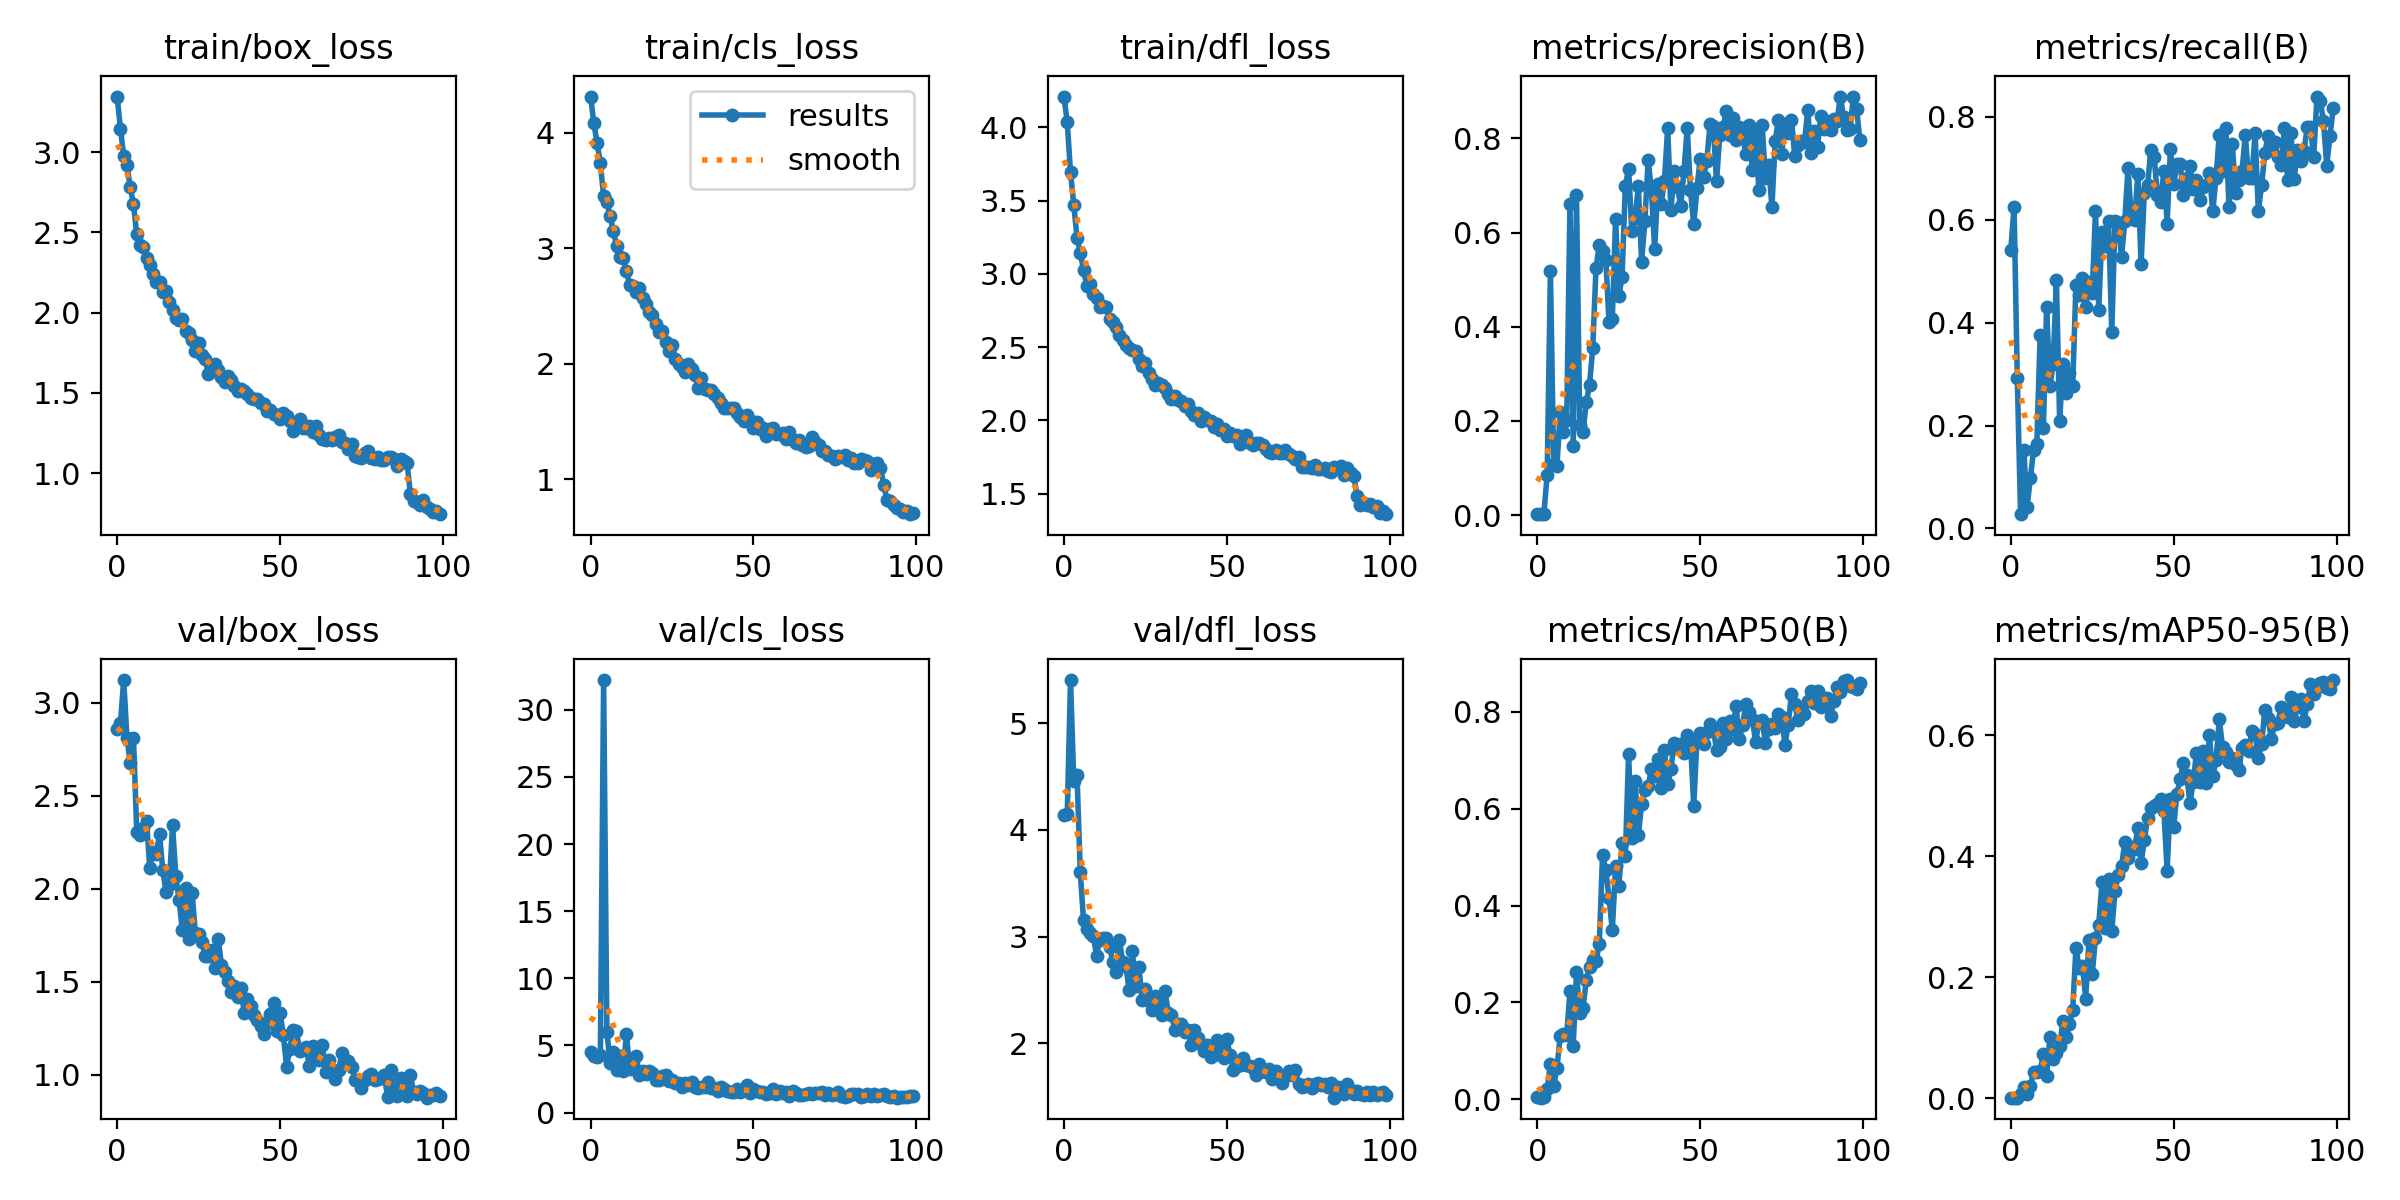 train/box_loss
train/cls_loss
train/dfl_loss
metrics/precision(B)
metrics/recall(B)
3.0
2.5
2.0
1.5
1.0
0 50 100
results
smooth
4
3
2
1
0 50 100
4.0
3.5
3.0
2.5
2.0
1.5
0 50 100
0.8
0.6
0.4
0.2
0.0
0 50 100
0.8
0.6
0.4
0.2
0.0
0 50 100
val/box_loss
val/cls_loss
val/dfl_loss
metrics/mAP50(B)
metrics/mAP50-95(B)
3.0
2.5
2.0
1.5
1.0
0 50 100
30
25
20
15
10
5
0
0 50 100
5
4
3
2
0 50 100
0.8
0.6
0.4
0.2
0.0
0 50 100
0.6
0.4
0.2
0.0
0 50 100